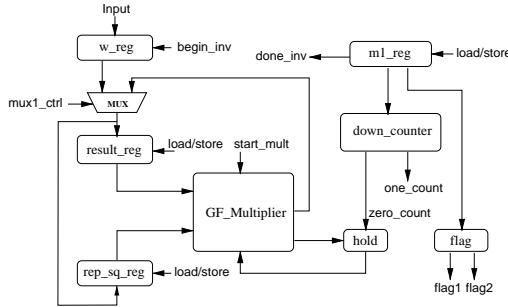 Input
w_reg
begin_inv
done_inv
m1_reg
load/store
mux1_ctrl
MUX
down_counter
result_reg
load/store
start_mult
one_count
GF_Multiplier
zero_count
hold
flag
rep_sq_reg
load/store
flag1
flag2